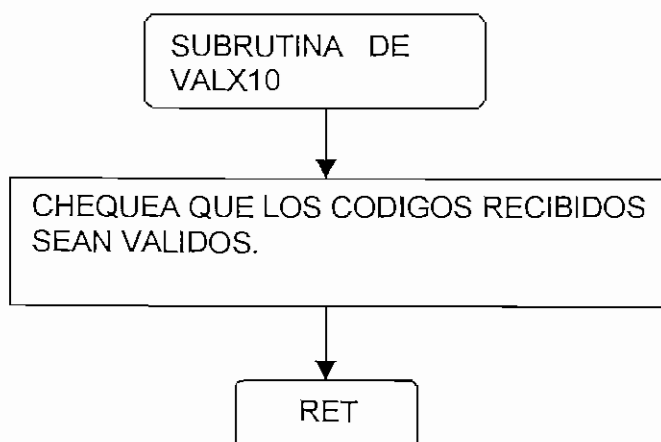 SUBRUTINA DE
VALX10
CHEQUEA QUE LOS CODIGOS RECIBIDOS
SEAN VALIDOS.
RET